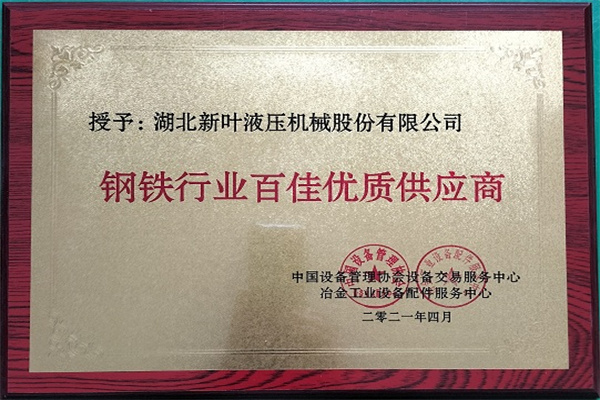 授予：湖北新叶液压机械股份有限公司
钢铁行业百佳优质供应商
中国设备管理协会设备交易服务中心
冶金工业设备配件服务中心
二零二一年四月